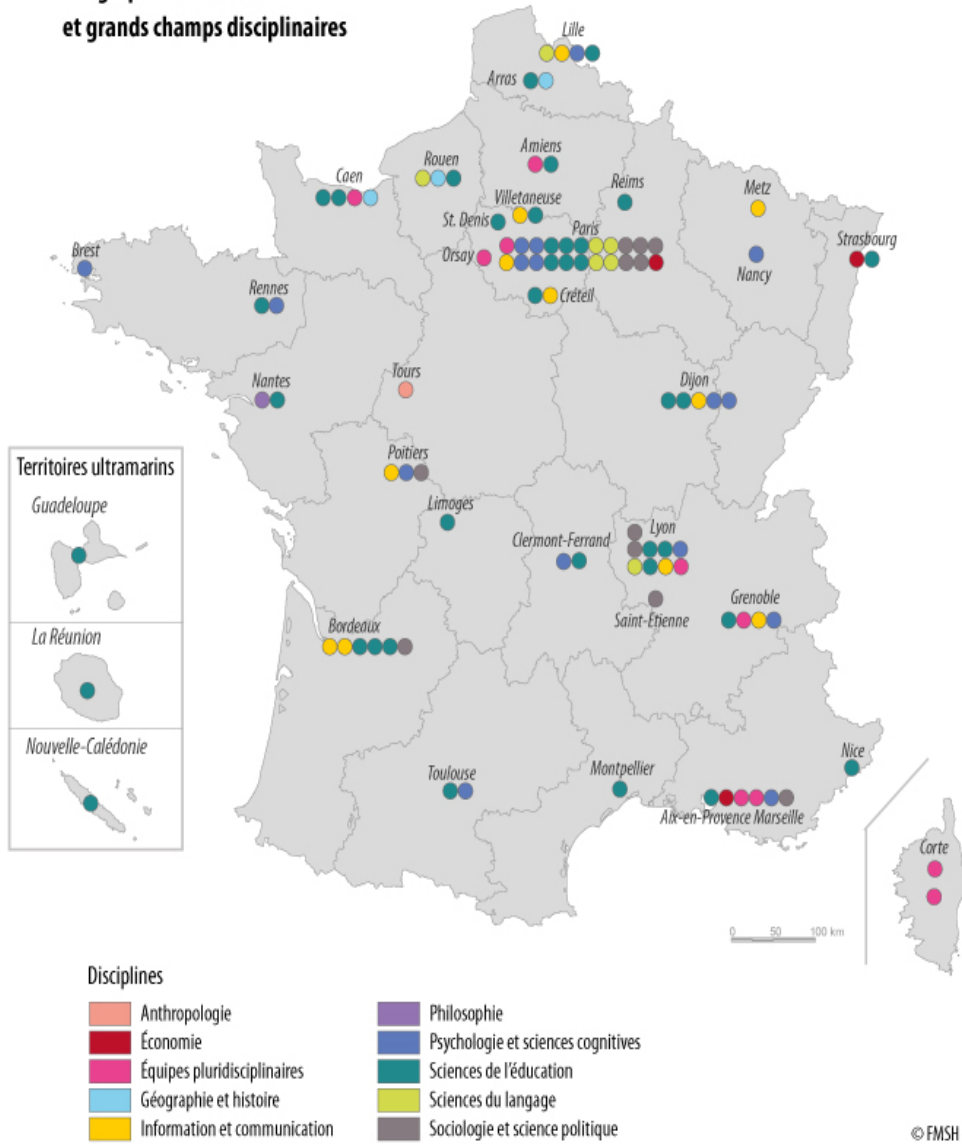 et grands champs disciplinaires
Lille
Arras
Amiens
Rouen
Caen
Reims
Metz
Villetaneuse
St. Denis
Paris
Strasbourg
Brest
Orsay
Nancy
Rennes
Créteil
Tours
Nantes
Dijon
Poitiers
Territoires ultramarins
Guadeloupe
Limoges
Clermont-Ferrand
Lyon
Grenoble
Saint-Etienne
La Réunion
Bordeaux
Nouvelle-Calédonie
Toulouse
Montpellier
Nice
Aix-en-Provence Marseille
Corte
0 50 100 km
Disciplines
Anthropologie
Économie
Équipes pluridisciplinaires
Géographie et histoire
Information et communication
Philosophie
Psychologie et sciences cognitives
Sciences de l'éducation
Sciences du langage
Sociologie et science politique
© FMSH